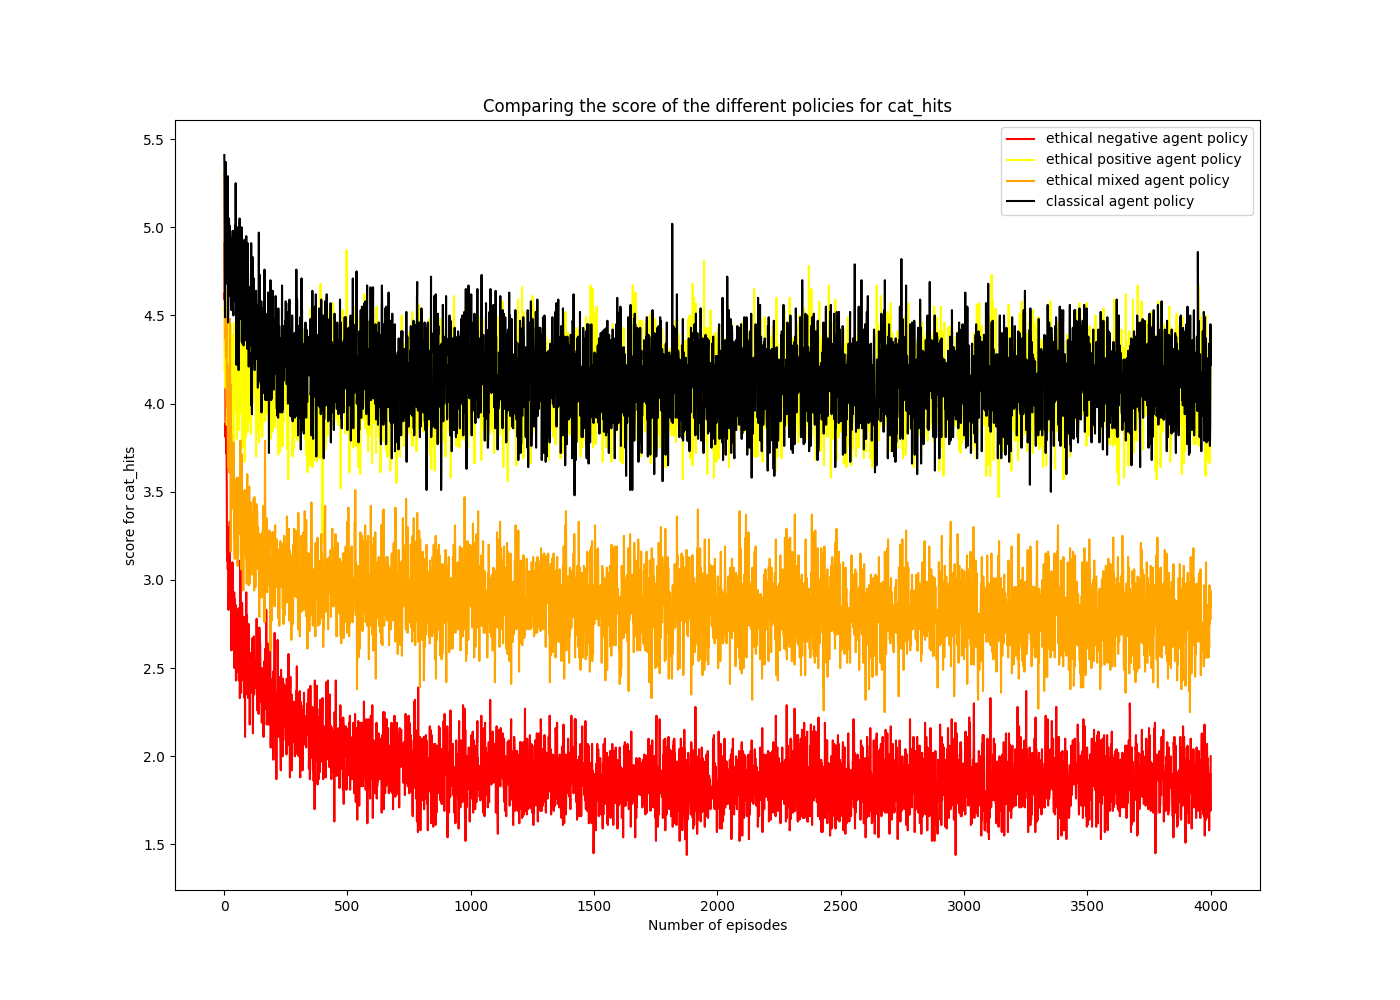 Comparing the score of the different policies for cat_hits
5.5
5.0
4.5
4.0
3.5
3.0
2.5
2.0
1.5
score for cat_hits
ethical negative agent policy
ethical positive agent policy
ethical mixed agent policy
classical agent policy
0
500
1000
1500
2000
2500
3000
3500
4000
Number of episodes